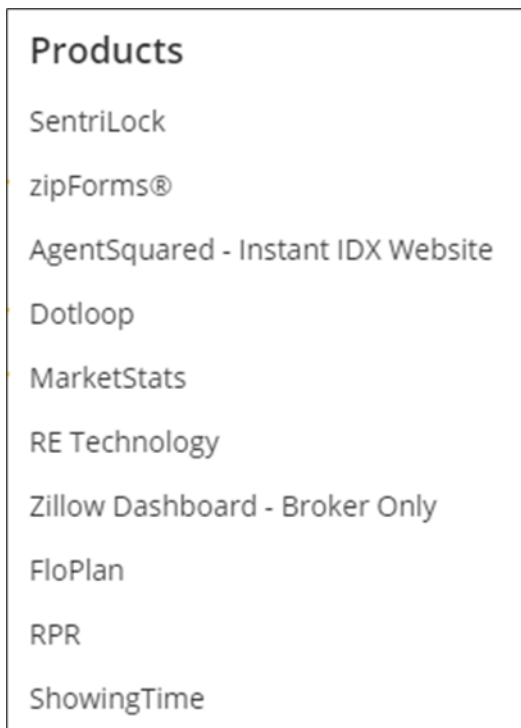 Products
SentriLock
zipForms®
AgentSquared - Instant IDX Website
Dotloop
MarketStats
RE Technology
Zillow Dashboard - Broker Only
FloPlan
RPR
ShowingTime